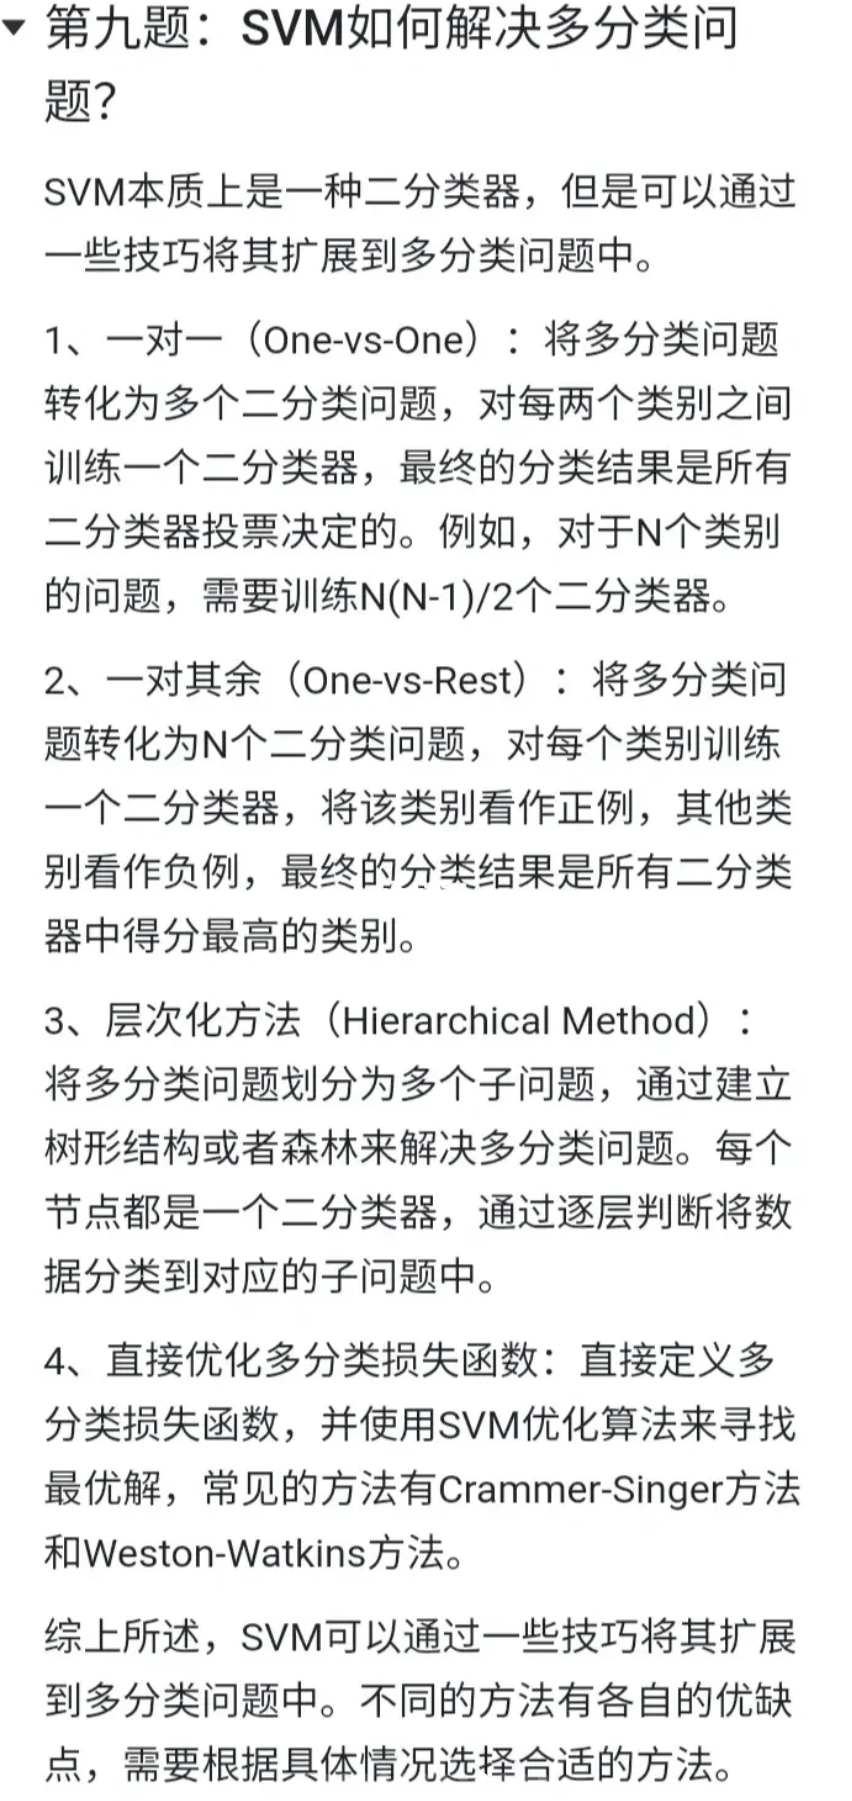 第九题：SVM如何解决多分类问
题？
SVM本质上是一种二分类器，但是可以通过
一些技巧将其扩展到多分类问题中。
1、一对一（One-vs-One）：将多分类问题
转化为多个二分类问题，对每两个类别之间
训练一个二分类器，最终的分类结果是所有
二分类器投票决定的。例如，对于N个类别
的问题，需要训练N(N-1)/2个二分类器。
2、一对其余（One-vs-Rest）：将多分类问
题转化为N个二分类问题，对每个类别训练
一个二分类器，将该类别看作正例，其他类
别看作负例，最终的分类结果是所有二分类
器中得分最高的类别。
3、层次化方法（Hierarchical Method）：
将多分类问题划分为多个子问题，通过建立
树形结构或者森林来解决多分类问题。每个
节点都是一个二分类器，通过逐层判断将数
据分类到对应的子问题中。
4、直接优化多分类损失函数：直接定义多
分类损失函数，并使用SVM优化算法来寻找
最优解，常见的方法有Crammer-Singer方法
和Weston-Watkins方法。
综上所述，SVM可以通过一些技巧将其扩展
到多分类问题中。不同的方法有各自的优缺
点，需要根据具体情况选择合适的方法。